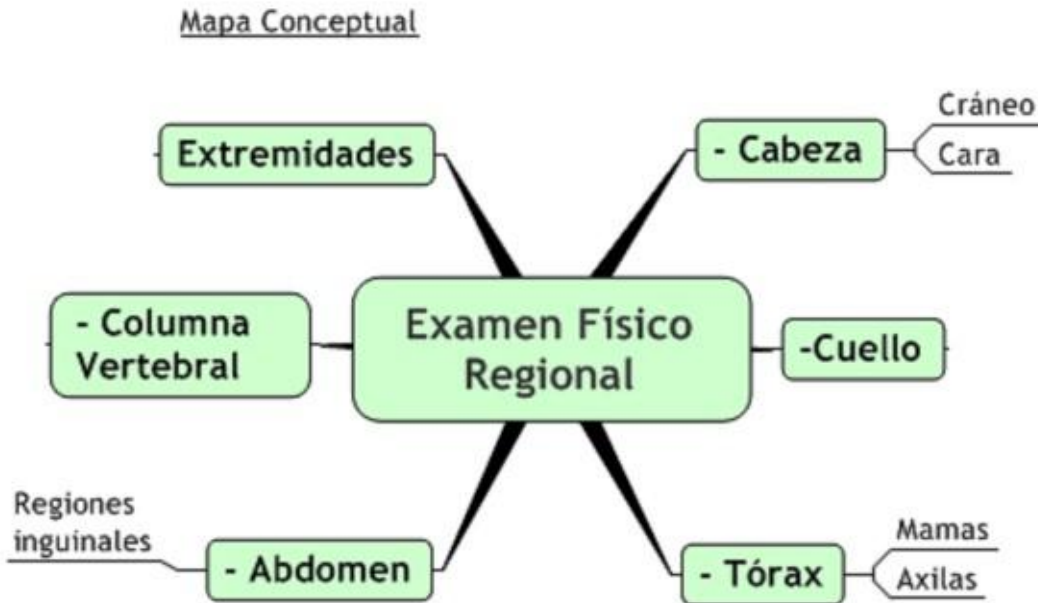 Mapa Conceptual
Extremidades
- Cabeza
Cráneo
Cara
- Columna
Vertebral
Examen Físico
Regional
-Cuello
Regiones
inguinales
- Abdomen
- Tórax
Mamas
Axilas